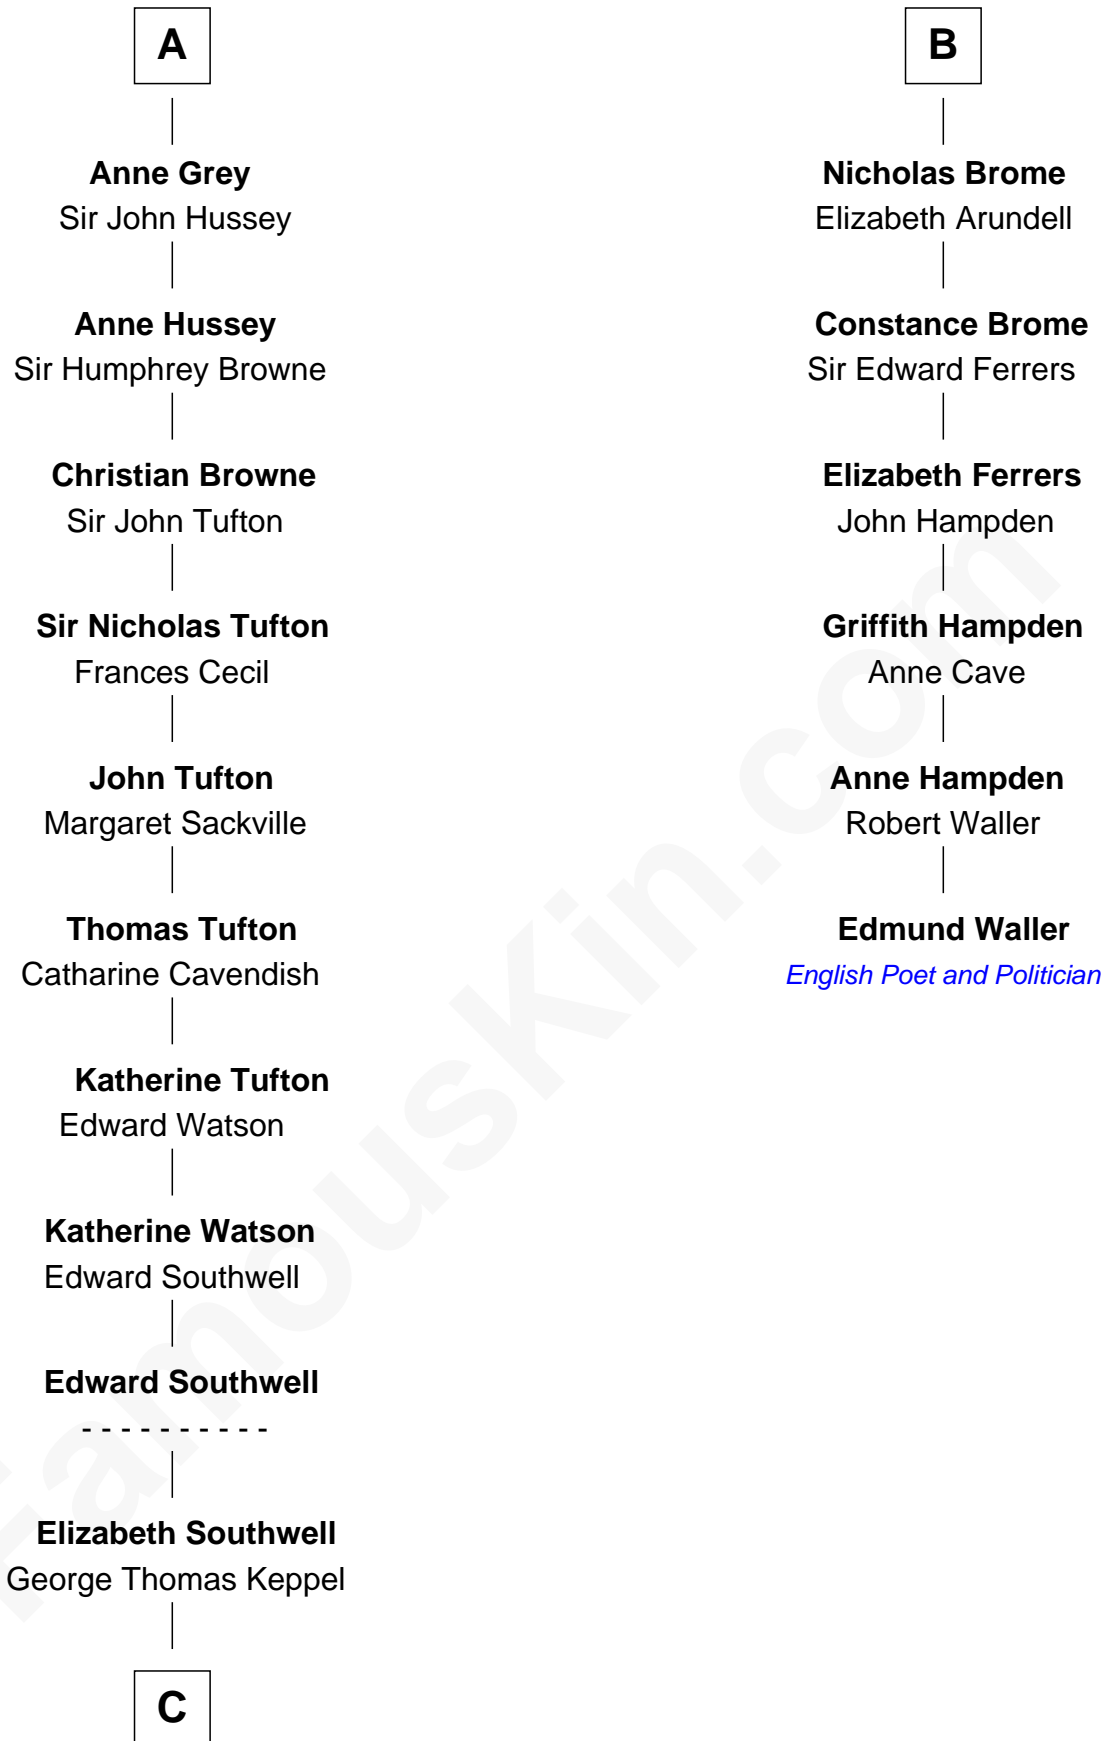 A
Anne Grey
Sir John Hussey
Anne Hussey
Sir Humphrey Browne
Christian Browne
Sir John Tufton
Sir Nicholas Tufton
Frances Cecil
John Tufton
Margaret Sackville
Thomas Tufton
Catharine Cavendish
Katherine Tufton
Edward Watson
Katherine Watson
Edward Southwell
Edward Southwell
- - - - - - - - - -
Elizabeth Southwell
George Thomas Keppel
C
B
Nicholas Brome
Elizabeth Arundell
Constance Brome
Sir Edward Ferrers
Elizabeth Ferrers
John Hampden
Griffith Hampden
Anne Cave
Anne Hampden
Robert Waller
Edmund Waller
English Poet and Politician
FamousKin.com